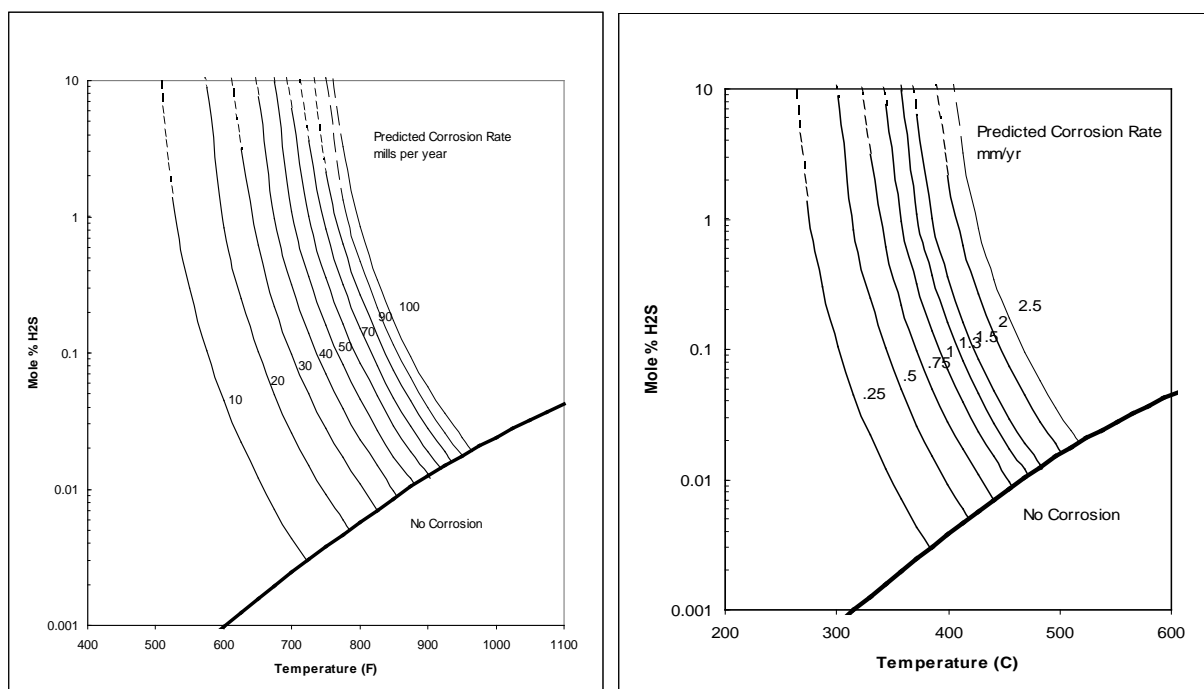 10
1
0.1
0.01
0.001
Mole % H2S
Predicted Corrosion Rate
mills per year
10
20
30
40
50
70
90
100
No Corrosion
400 500 600 700 800 900 1000 1100
Temperature (F)
10
1
0.1
0.01
0.001
Mole % H2S
Predicted Corrosion Rate
mm/yr
.25
.5
.75
1
1.3
1.5
2
2.5
No Corrosion
200 300 400 500 600
Temperature (C)